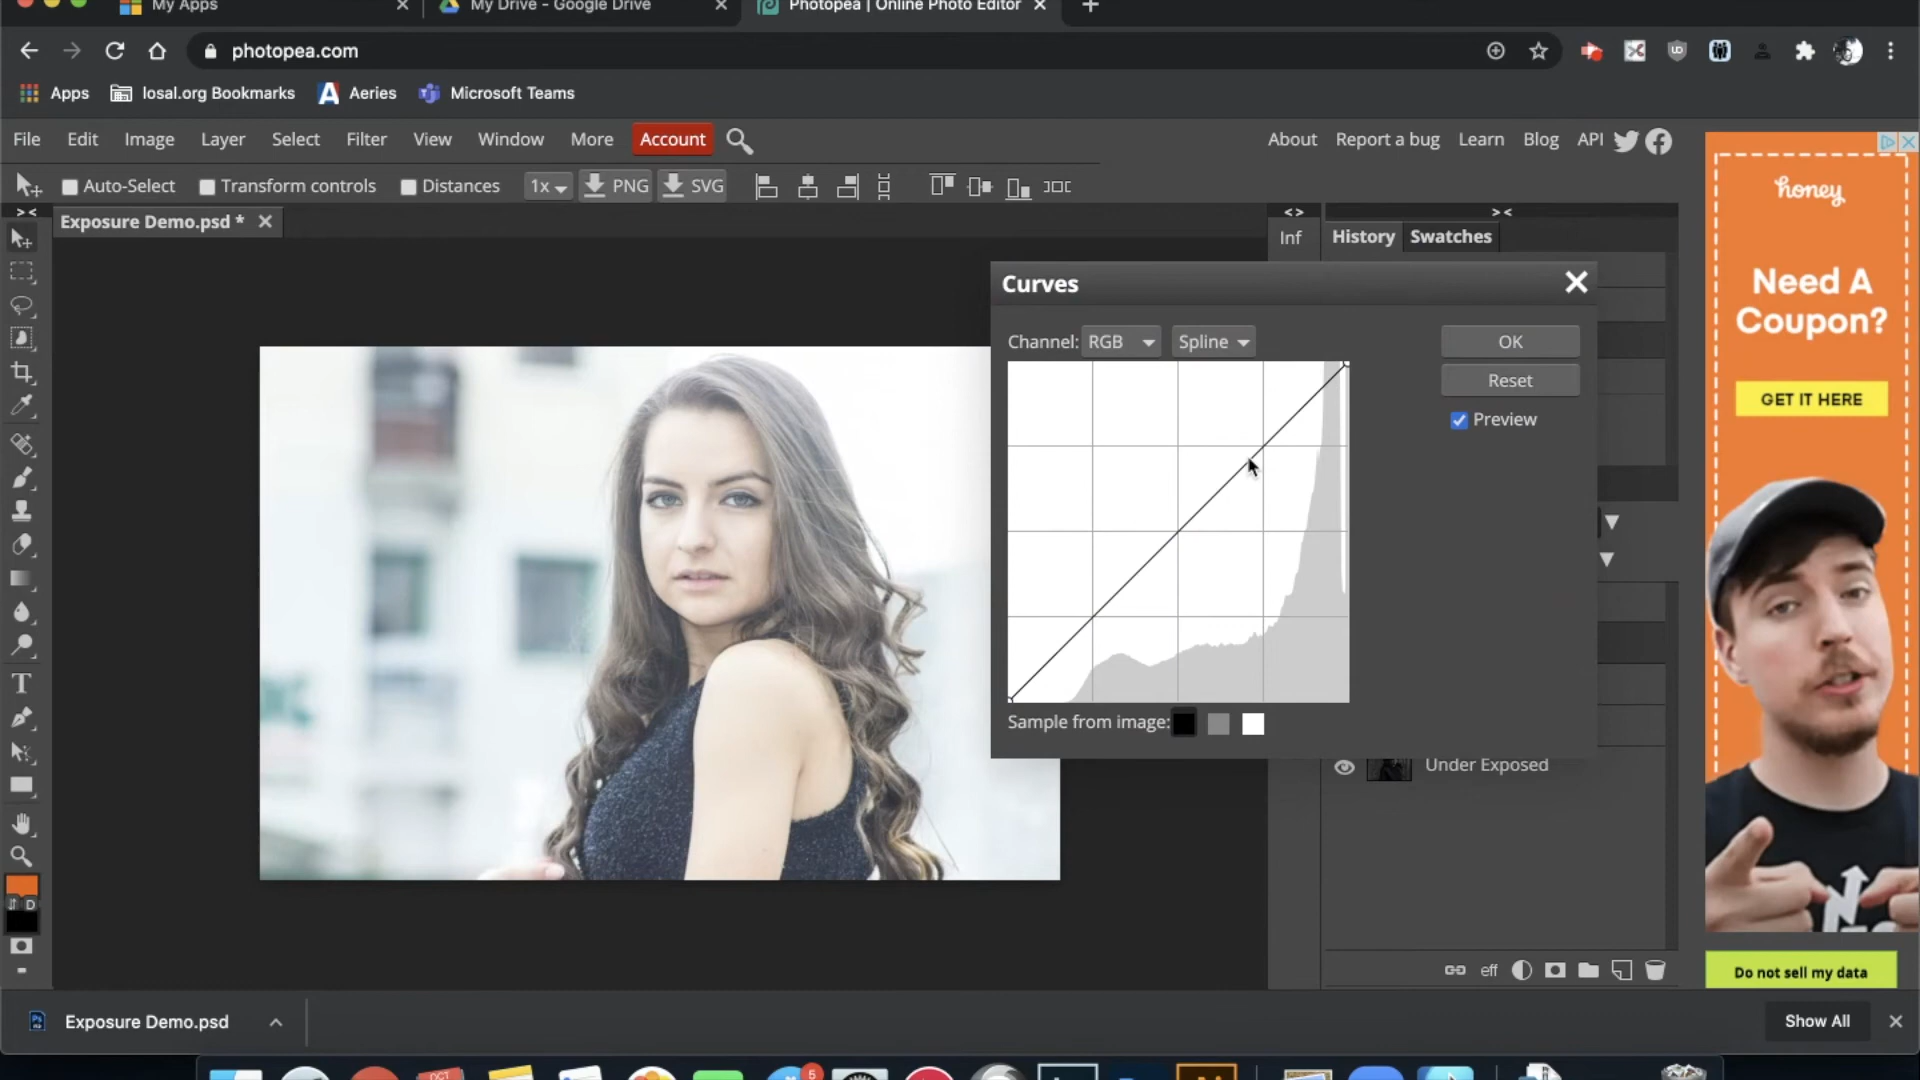 My Apps
My Drive - Google Drive
Photopea | Online Photo Editor
photopea.com
Apps
losal.org Bookmarks
Aeries
Microsoft Teams
File Edit Image Layer Select Filter View Window More Account
About Report a bug Learn Blog API
Auto-Select Transform controls Distances 1x PNG SVG
Exposure Demo.psd *
Inf
History Swatches
Curves
Channel: RGB Spline
OK
Reset
Preview
Sample from image:
Under Exposed
eff
D
honey
Need A
Coupon?
GET IT HERE
Do not sell my data
Exposure Demo.psd
Show All
OCT
5